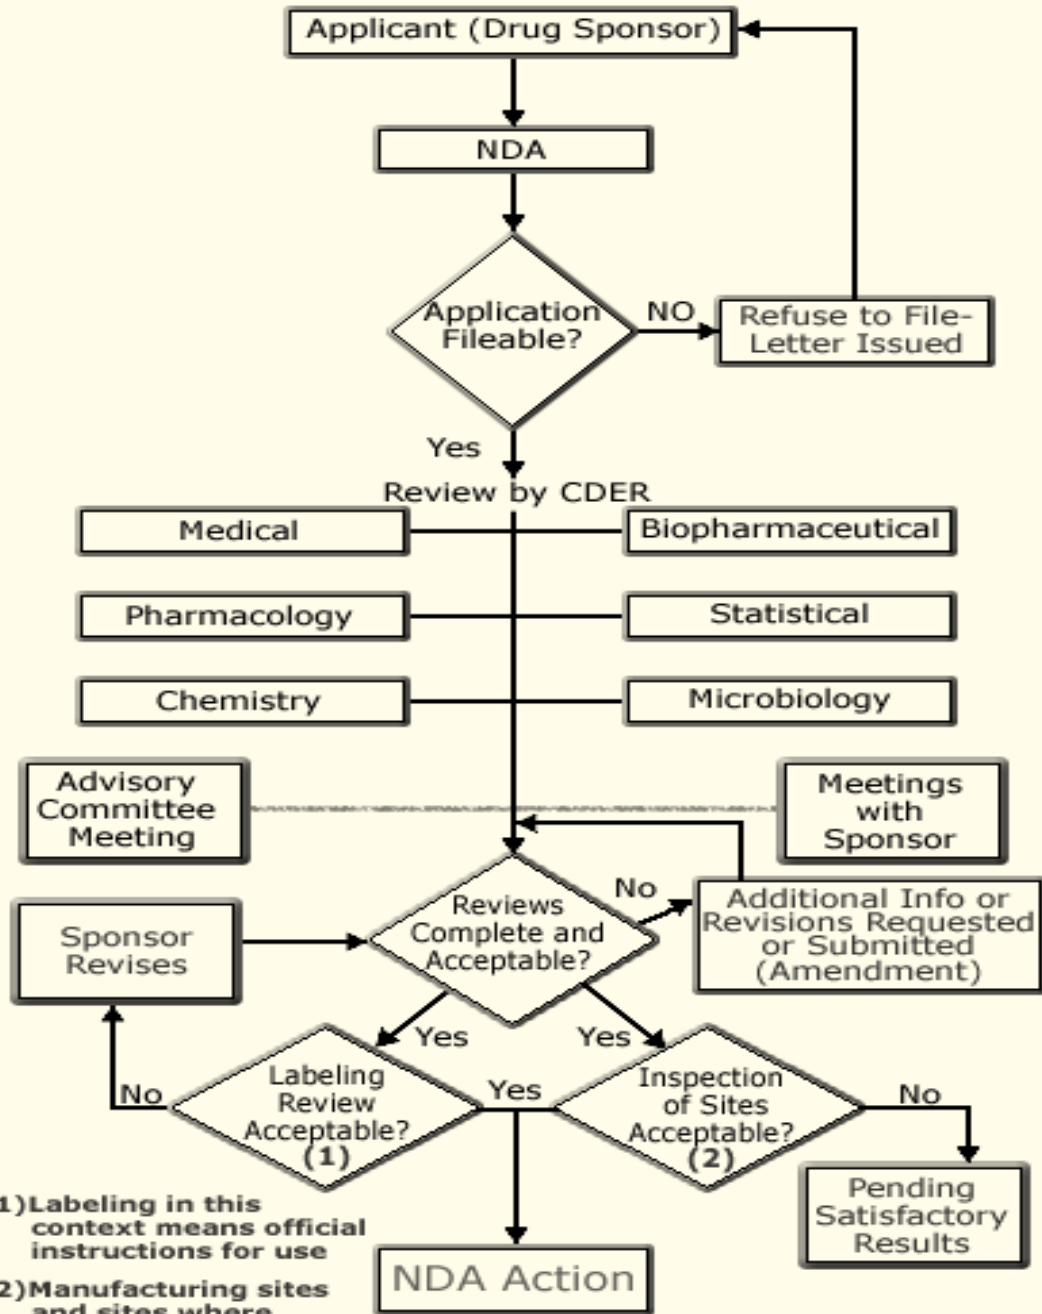 Applicant (Drug Sponsor)
NDA
Application
Fileable?
NO
Refuse to File-
Letter Issued
Yes
Review by CDER
Medical
Biopharmaceutical
Pharmacology
Statistical
Chemistry
Microbiology
Advisory
Committee
Meeting
Meetings
with
Sponsor
Reviews
Complete and
Acceptable?
No
Additional Info or
Revisions Requested
or Submitted
(Amendment)
Sponsor
Revises
Yes
Yes
No
Labeling
Review
Acceptable?
(1)
Yes
Inspection
of Sites
Acceptable?
(2)
No
Pending
Satisfactory
Results
1)Labeling in this
context means official
instructions for use
NDA Action
2)Manufacturing sites
and sites where